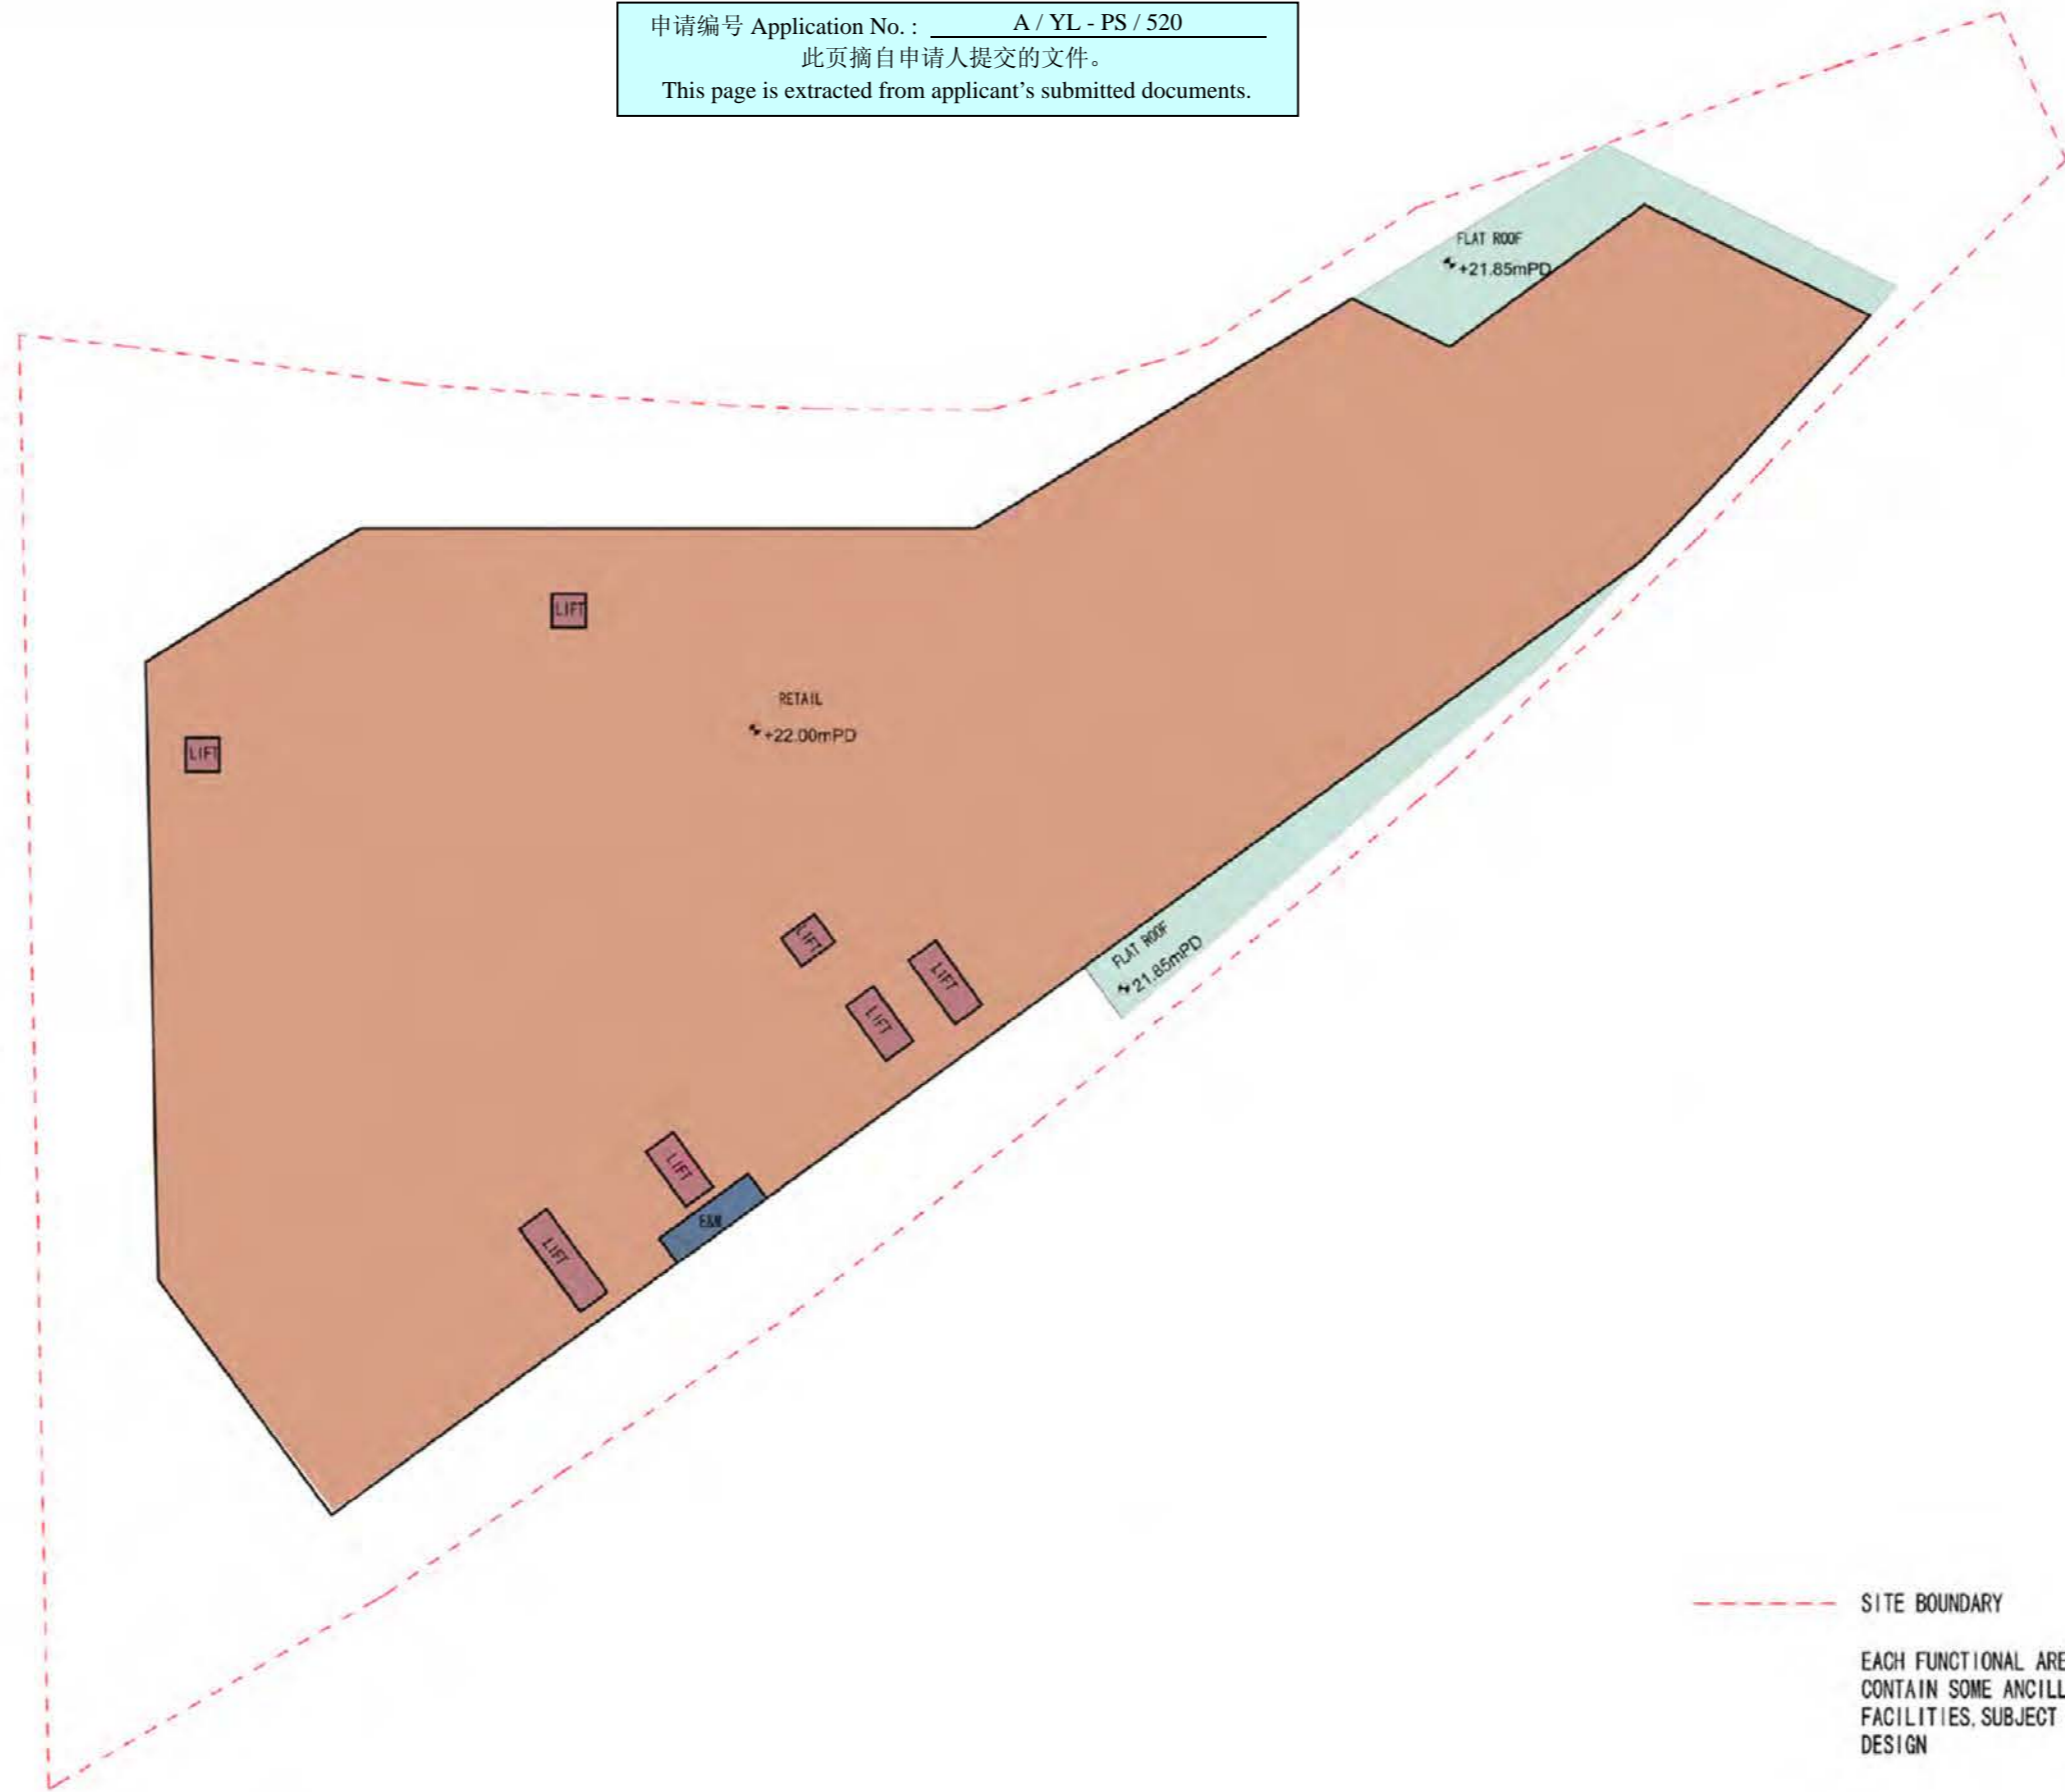 申请编号 Application No. : A / YL - PS / 520
此页摘自申请人提交的文件。
This page is extracted from applicant's submitted documents.
FLAT ROOF
+21.85mPD
LIFT
RETAIL
+22.00mPD
LIFT
LIFT
LIFT
LIFT
FLAT ROOF
21.85mPD
LIFT
E&M
LIFT
SITE BOUNDARY
EACH FUNCTIONAL ARE
CONTAIN SOME ANCILL
FACILITIES, SUBJECT
DESIGN